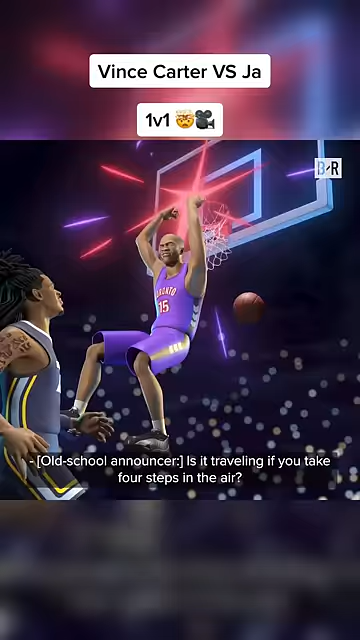 Vince Carter VS Ja
1v1 🤯🎥
B/R
TORONTO
15
- [Old-school announcer:] Is it traveling if you take
four steps in the air?